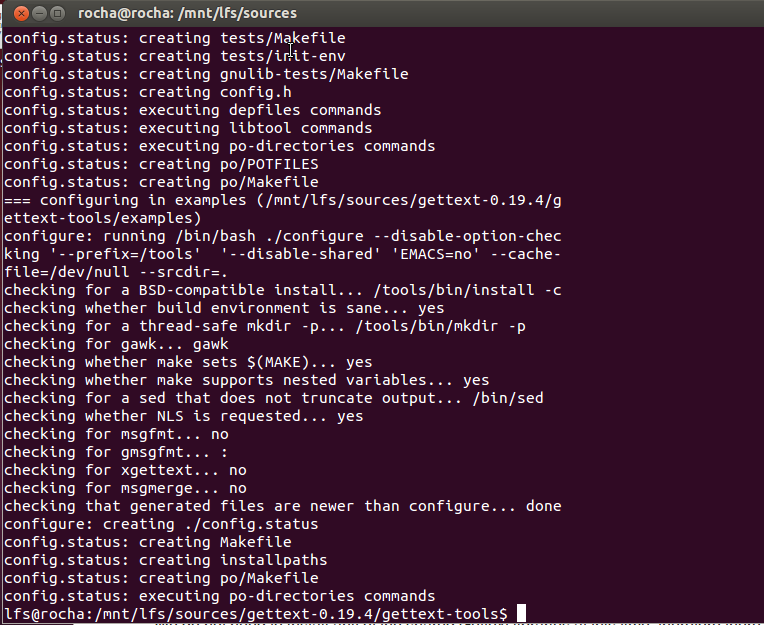 rocha@rocha: /mnt/lfs/sources
config.status: creating tests/Makefile
config.status: creating tests/init-env
config.status: creating gnulib-tests/Makefile
config.status: creating config.h
config.status: executing depfiles commands
config.status: executing libtool commands
config.status: executing po-directories commands
config.status: creating po/POTFILES
config.status: creating po/Makefile
=== configuring in examples (/mnt/lfs/sources/gettext-0.19.4/g
ettext-tools/examples)
configure: running /bin/bash ./configure --disable-option-chec
king '--prefix=/tools'  '--disable-shared' 'EMACS=no' --cache-
file=/dev/null --srcdir=.
checking for a BSD-compatible install... /tools/bin/install -c
checking whether build environment is sane... yes
checking for a thread-safe mkdir -p... /tools/bin/mkdir -p
checking for gawk... gawk
checking whether make sets $(MAKE)... yes
checking whether make supports nested variables... yes
checking for a sed that does not truncate output... /bin/sed
checking whether NLS is requested... yes
checking for msgfmt... no
checking for gmsgfmt... :
checking for xgettext... no
checking for msgmerge... no
checking that generated files are newer than configure... done
configure: creating ./config.status
config.status: creating Makefile
config.status: creating installpaths
config.status: creating po/Makefile
config.status: executing po-directories commands
lfs@rocha:/mnt/lfs/sources/gettext-0.19.4/gettext-tools$